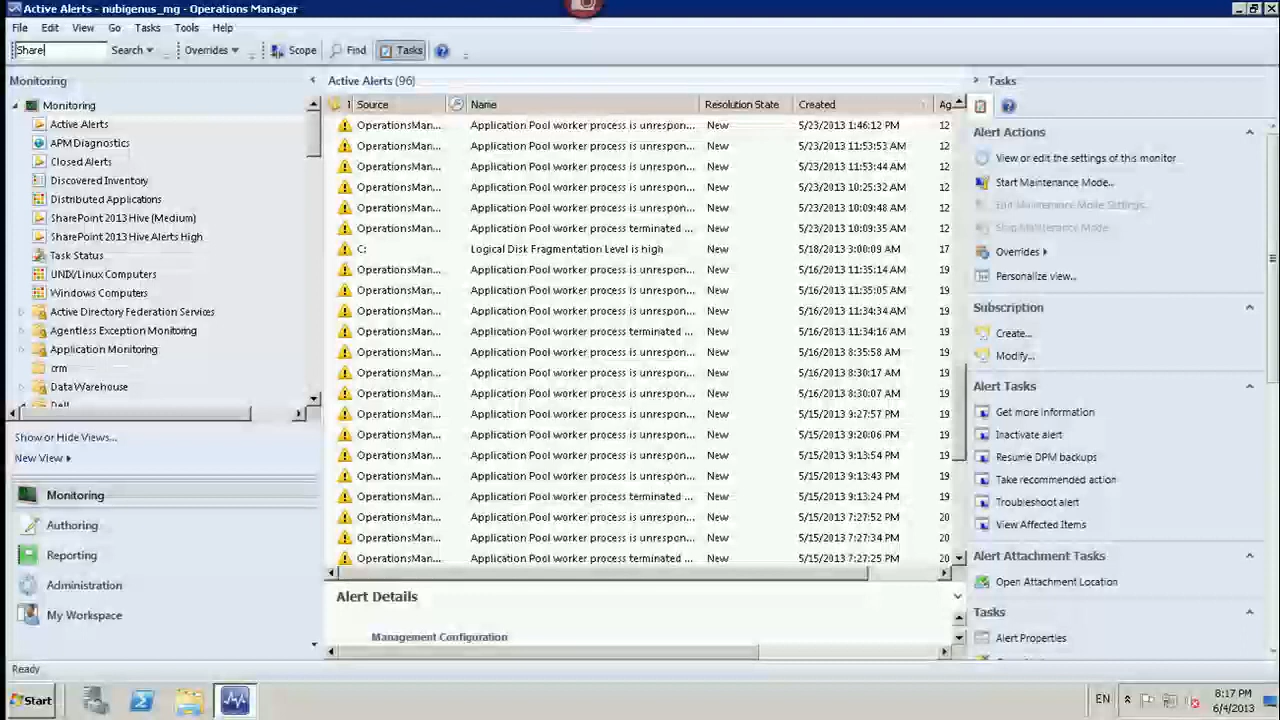 Active Alerts - nubigenus_mg - Operations Manager
File Edit View Go Tasks Tools Help
Share Search Overrides Scope Find Tasks
Monitoring
Monitoring
Active Alerts
APM Diagnostics
Closed Alerts
Discovered Inventory
Distributed Applications
SharePoint 2013 Hive (Medium)
SharePoint 2013 Hive Alerts High
Task Status
UNIX/Linux Computers
Windows Computers
Active Directory Federation Services
Agentless Exception Monitoring
Application Monitoring
crm
Data Warehouse
Dell
Show or Hide Views...
New View
Monitoring
Authoring
Reporting
Administration
My Workspace
Active Alerts (96)
Source Name Resolution State Created Ag
OperationsMan... Application Pool worker process is unrespon... New 5/23/2013 1:46:12 PM 12
OperationsMan... Application Pool worker process is unrespon... New 5/23/2013 11:53:53 AM 12
OperationsMan... Application Pool worker process is unrespon... New 5/23/2013 11:53:44 AM 12
OperationsMan... Application Pool worker process is unrespon... New 5/23/2013 10:25:32 AM 12
OperationsMan... Application Pool worker process is unrespon... New 5/23/2013 10:09:48 AM 12
OperationsMan... Application Pool worker process terminated ... New 5/23/2013 10:09:35 AM 12
C: Logical Disk Fragmentation Level is high New 5/18/2013 3:00:09 AM 17
OperationsMan... Application Pool worker process is unrespon... New 5/16/2013 11:35:14 AM 19
OperationsMan... Application Pool worker process is unrespon... New 5/16/2013 11:35:05 AM 19
OperationsMan... Application Pool worker process is unrespon... New 5/16/2013 11:34:34 AM 19
OperationsMan... Application Pool worker process terminated ... New 5/16/2013 11:34:16 AM 19
OperationsMan... Application Pool worker process is unrespon... New 5/16/2013 8:35:58 AM 19
OperationsMan... Application Pool worker process is unrespon... New 5/16/2013 8:30:17 AM 19
OperationsMan... Application Pool worker process is unrespon... New 5/16/2013 8:30:07 AM 19
OperationsMan... Application Pool worker process is unrespon... New 5/15/2013 9:27:57 PM 19
OperationsMan... Application Pool worker process is unrespon... New 5/15/2013 9:20:06 PM 19
OperationsMan... Application Pool worker process is unrespon... New 5/15/2013 9:13:54 PM 19
OperationsMan... Application Pool worker process is unrespon... New 5/15/2013 9:13:43 PM 19
OperationsMan... Application Pool worker process terminated ... New 5/15/2013 9:13:24 PM 19
OperationsMan... Application Pool worker process is unrespon... New 5/15/2013 7:27:52 PM 20
OperationsMan... Application Pool worker process is unrespon... New 5/15/2013 7:27:34 PM 20
OperationsMan... Application Pool worker process terminated ... New 5/15/2013 7:27:25 PM 20
Alert Details
Management Configuration
Tasks
Alert Actions
View or edit the settings of this monitor
Start Maintenance Mode...
Edit Maintenance Mode Settings...
Stop Maintenance Mode
Overrides
Personalize view...
Subscription
Create...
Modify...
Alert Tasks
Get more information
Inactivate alert
Resume DPM backups
Take recommended action
Troubleshoot alert
View Affected Items
Alert Attachment Tasks
Open Attachment Location
Tasks
Alert Properties
Ready
Start
EN
8:17 PM
6/4/2013